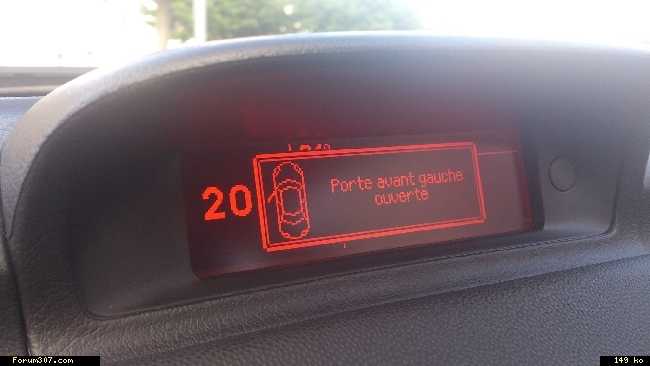 20
Porte avant gauche
ouverte
Forum307.com
149 ko